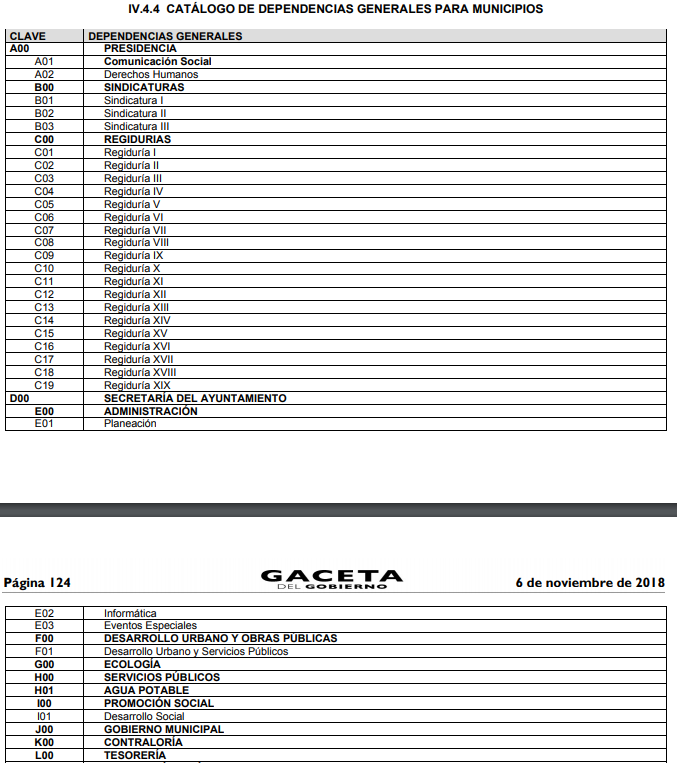 IV.4.4 CATÁLOGO DE DEPENDENCIAS GENERALES PARA MUNICIPIOS
CLAVE DEPENDENCIAS GENERALES
A00 PRESIDENCIA
A01 Comunicación Social
A02 Derechos Humanos
B00 SINDICATURAS
B01 Sindicatura I
B02 Sindicatura II
B03 Sindicatura III
C00 REGIDURIAS
C01 Regiduría I
C02 Regiduría II
C03 Regiduría III
C04 Regiduría IV
C05 Regiduría V
C06 Regiduría VI
C07 Regiduría VII
C08 Regiduría VIII
C09 Regiduría IX
C10 Regiduría X
C11 Regiduría XI
C12 Regiduría XII
C13 Regiduría XIII
C14 Regiduría XIV
C15 Regiduría XV
C16 Regiduría XVI
C17 Regiduría XVII
C18 Regiduría XVIII
C19 Regiduría XIX
D00 SECRETARÍA DEL AYUNTAMIENTO
E00 ADMINISTRACIÓN
E01 Planeación
Página 124 GACETA 6 de noviembre de 2018
DEL GOBIERNO
E02 Informática
E03 Eventos Especiales
F00 DESARROLLO URBANO Y OBRAS PÚBLICAS
F01 Desarrollo Urbano y Servicios Públicos
G00 ECOLOGÍA
H00 SERVICIOS PÚBLICOS
H01 AGUA POTABLE
I00 PROMOCIÓN SOCIAL
I01 Desarrollo Social
J00 GOBIERNO MUNICIPAL
K00 CONTRALORÍA
L00 TESORERÍA